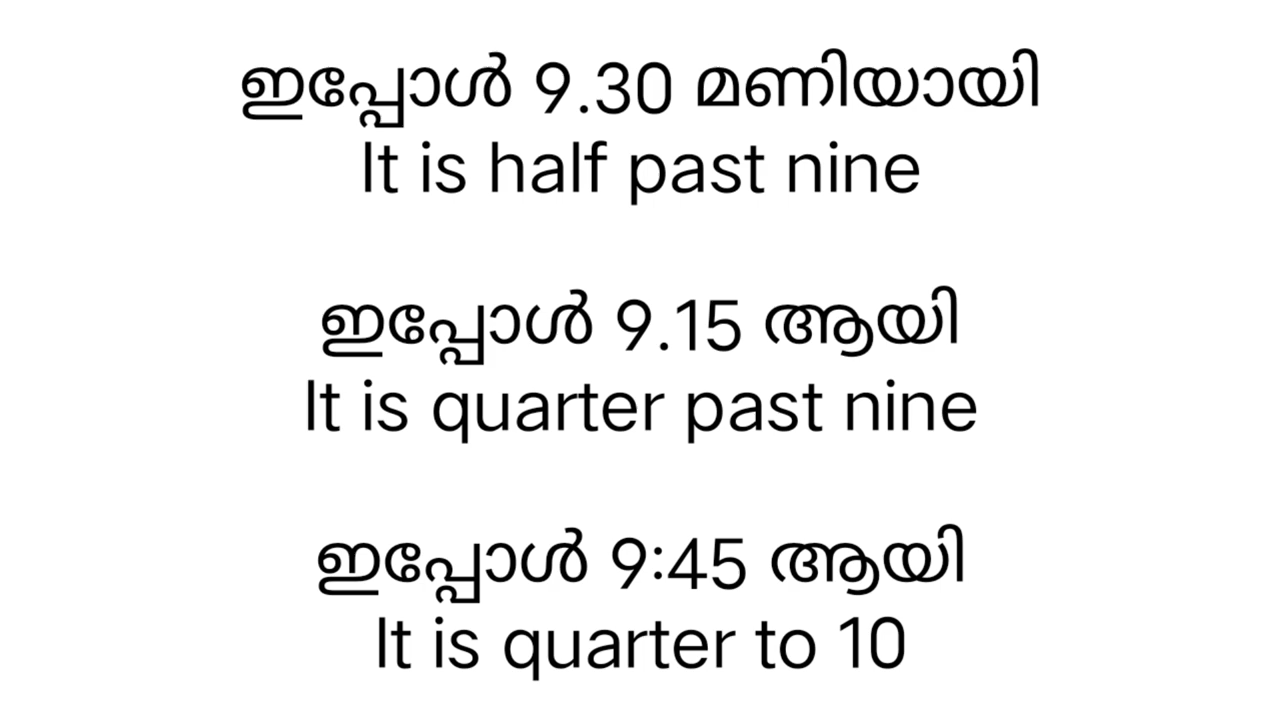 ഇപ്പോൾ 9.30 മണിയായി
It is half past nine
ഇപ്പോൾ 9.15 ആയി
It is quarter past nine
ഇപ്പോൾ 9:45 ആയി
It is quarter to 10